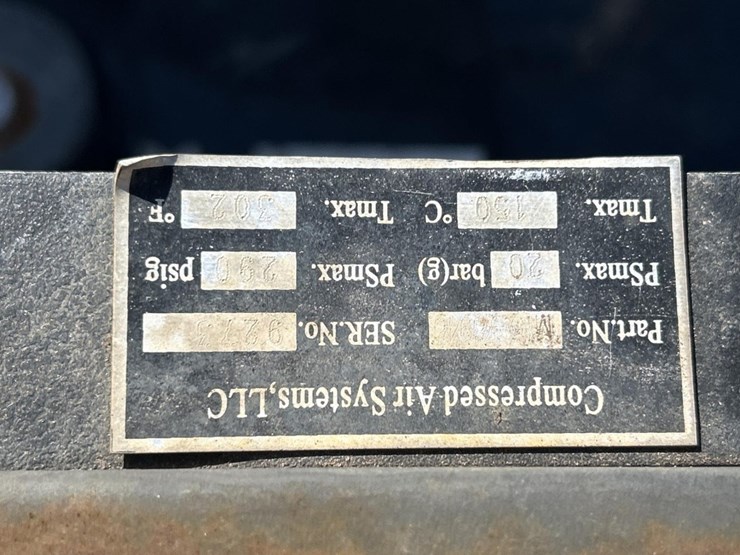 Compressed Air Systems, LLC
Part.No. SER.No.
PSmax. 20 bar(g) PSmax. 290 psig
Tmax. 150 °C Tmax. 302 °F